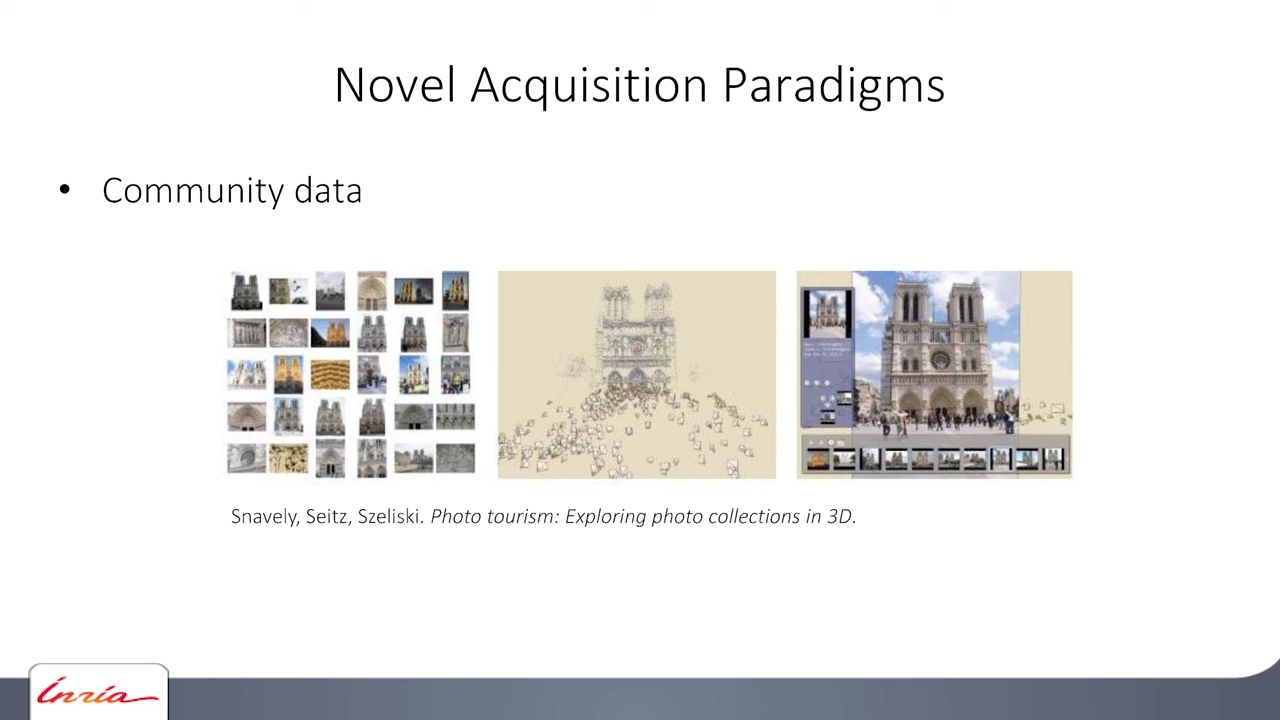 Novel Acquisition Paradigms
• Community data
Snavely, Seitz, Szeliski. Photo tourism: Exploring photo collections in 3D.
Inria